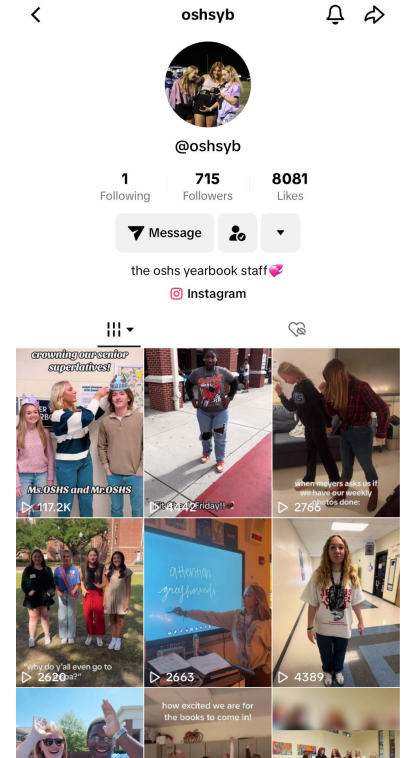 oshsyb
@oshsyb
1 715 8081
Following Followers Likes
Message
the oshs yearbook staff💞
Instagram
crowning our senior
superlatives!
Ms.OSHS and Mr.OSHS
117.2K
Friday!!
4442
when meyers asks us if
we have our weekly
photos done:
2766
"why do y'all even go to
2620
attention
greyhounds
2663
4389
how excited we are for
the books to come in!